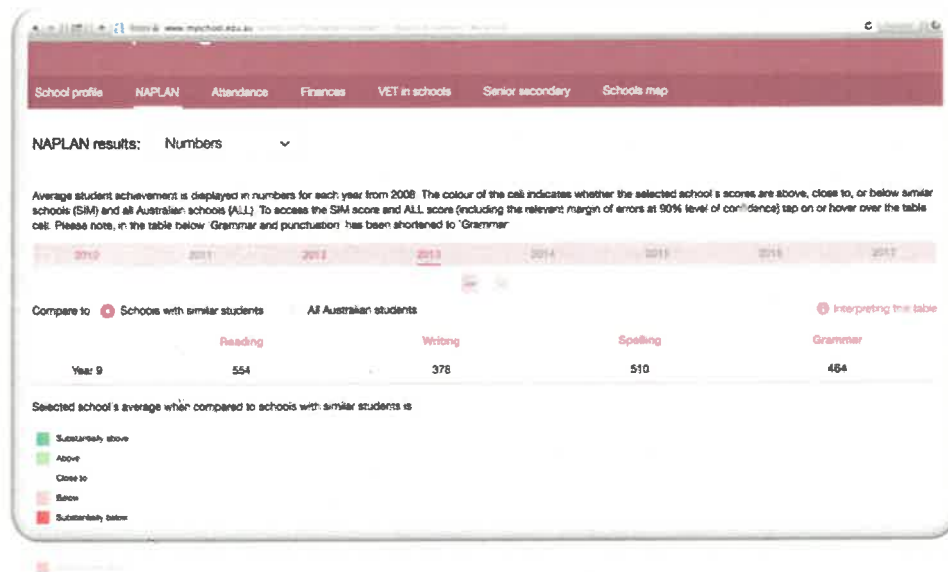 www.myschool.edu.au
School profile NAPLAN Attendance Finances VET in schools Senior secondary Schools map
NAPLAN results: Numbers
Average student achievement is displayed in numbers for each year from 2008. The colour of the cell indicates whether the selected school's scores are above, close to, or below similar
schools (SIM) and all Australian schools (ALL). To access the SIM score and ALL score (including the relevant margin of errors at 90% level of confidence) tap on or hover over the table
cell. Please note, in the table below 'Grammar and punctuation' has been shortened to 'Grammar'
2010 2011 2012 2013 2014 2015 2016 2017
Compare to Schools with similar students All Australian students Interpreting this table
Reading Writing Spelling Grammar
Year 9 554 378 510 464
Selected school's average when compared to schools with similar students is
Substantially above
Above
Close to
Below
Substantially below